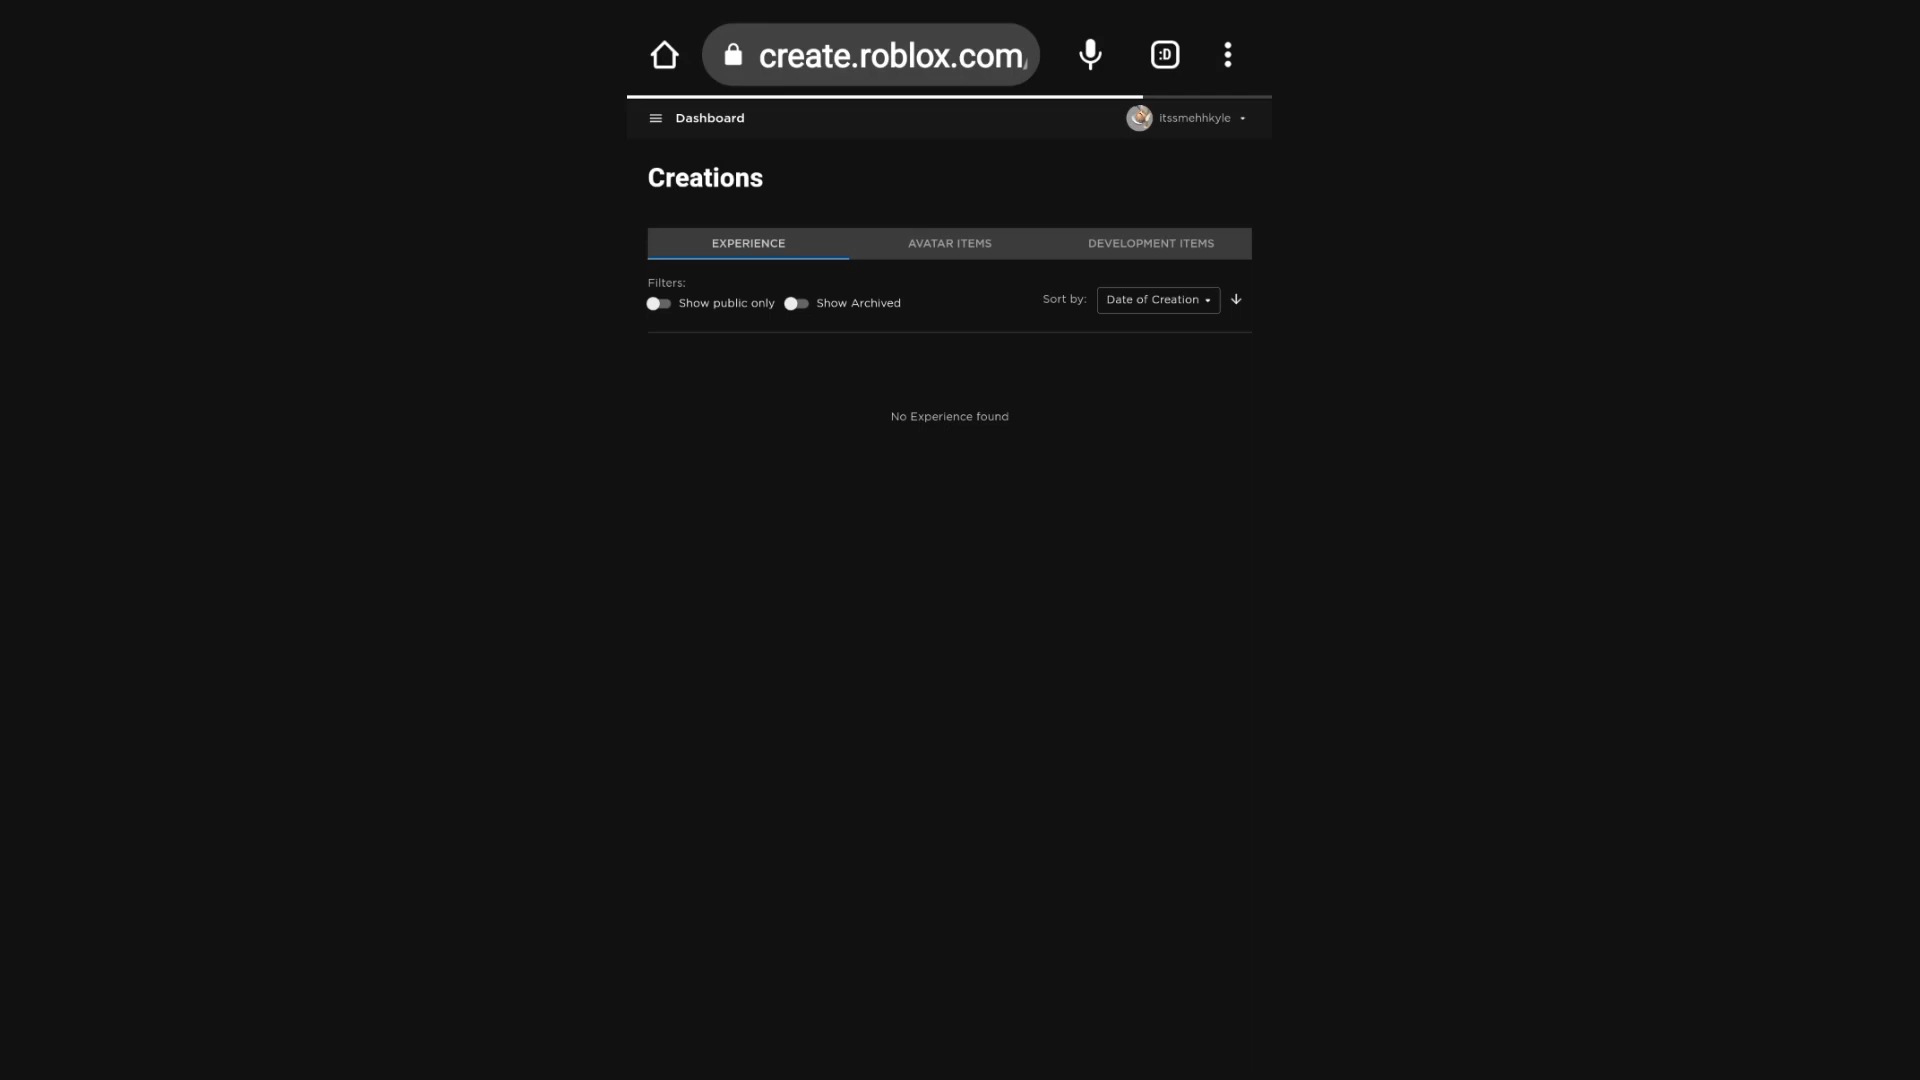 create.roblox.com
:D
Dashboard
itssmehhkyle
Creations
EXPERIENCE
AVATAR ITEMS
DEVELOPMENT ITEMS
Filters:
Show public only
Show Archived
Sort by:
Date of Creation
No Experience found